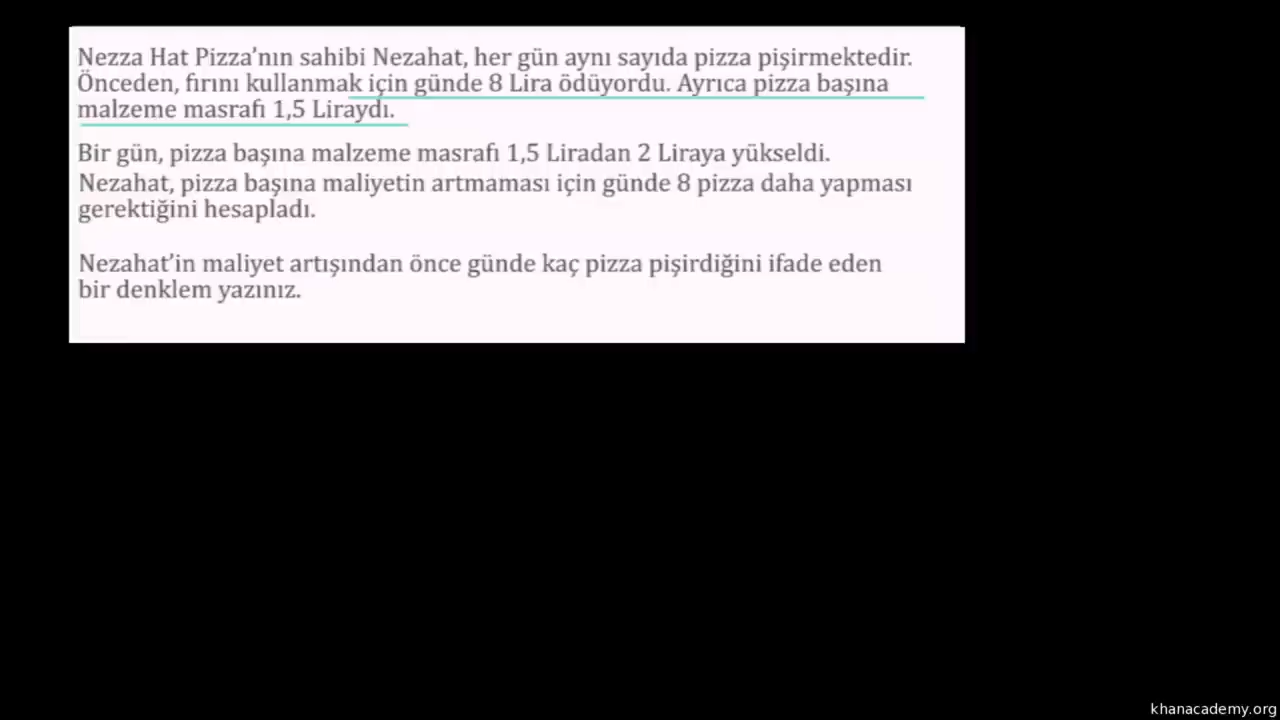 Nezza Hat Pizza’nın sahibi Nezahat, her gün aynı sayıda pizza pişirmektedir.
Önceden, fırını kullanmak için günde 8 Lira ödüyordu. Ayrıca pizza başına
malzeme masrafı 1,5 Liraydı.
Bir gün, pizza başına malzeme masrafı 1,5 Liradan 2 Liraya yükseldi.
Nezahat, pizza başına maliyetin artmaması için günde 8 pizza daha yapması
gerektiğini hesapladı.
Nezahat’in maliyet artışından önce günde kaç pizza pişirdiğini ifade eden
bir denklem yazınız.
khanacademy.org